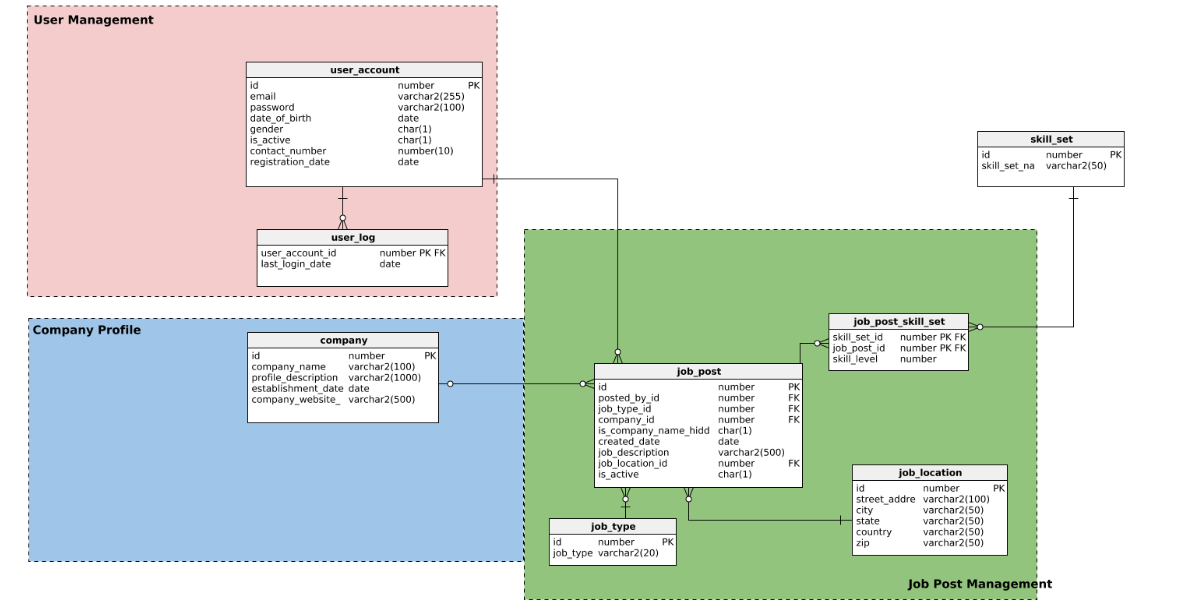 User Management
user_account
id number PK
email varchar2(255)
password varchar2(100)
date_of_birth date
gender char(1)
is_active char(1)
contact_number number(10)
registration_date date
user_log
user_account_id number PK FK
last_login_date date
skill_set
id number PK
skill_set_na varchar2(50)
Company Profile
company
id number PK
company_name varchar2(100)
profile_description varchar2(1000)
establishment_date date
company_website_ varchar2(500)
job_post_skill_set
skill_set_id number PK FK
job_post_id number PK FK
skill_level number
job_post
id number PK
posted_by_id number FK
job_type_id number FK
company_id number FK
is_company_name_hidd char(1)
created_date date
job_description varchar2(500)
job_location_id number FK
is_active char(1)
job_location
id number PK
street_addre varchar2(100)
city varchar2(50)
state varchar2(50)
country varchar2(50)
zip varchar2(50)
job_type
id number PK
job_type varchar2(20)
Job Post Management